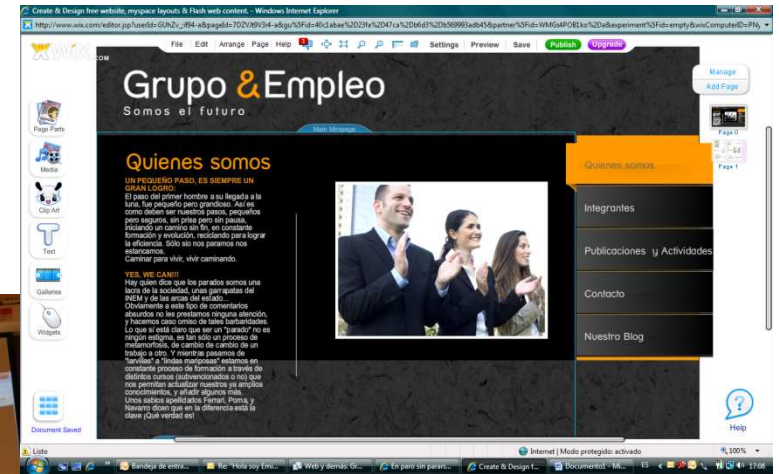 Create & Design free website, myspace layouts & Flash web content. - Windows Internet Explorer
WIX
.COM
File Edit Arrange Page Help Settings Preview Save Publish Upgrade
Manage
Add Page
Page 0
Page 1
Page Parts
Media
Clip Art
Text
Galleries
Widgets
Document Saved
Grupo & Empleo
Somos el futuro
Main Minipage
Quienes somos
UN PEQUEÑO PASO, ES SIEMPRE UN
GRAN LOGRO:
El paso del primer hombre a su llegada a la
luna, fue pequeño pero grandioso. Así es
como deben ser nuestros pasos, pequeños
pero seguros, sin prisa pero sin pausa,
iniciando un camino sin fin, en constante
formación y evolución, reciclando para lograr
la eficiencia. Sólo sio nos paramos nos
estancamos.
Caminar para vivir, vivir caminando.
YES, WE CAN!!!
Hay quien dice que los parados somos una
lacra de la sociedad, unas garrapatas del
INEM y de las arcas del estado...
Obviamente a este tipo de comentarios
absurdos no les prestamos ninguna atención,
y hacemos caso omiso de tales barbaridades.
Lo que sí está claro que ser un "parado" no es
ningún estigma, es tan sólo un proceso de
metamorfosis, de cambio de cambio de un
trabajo a otro. Y mientras pasamos de
"larvillas" a "lindas mariposas" estamos en
constante proceso de formación a través de
distintos cursos (subvencionados o no) que
nos permitan actualizar nuestros ya amplios
conocimientos, y añadir algunos más.
Unos sabios apellidados Ferrari, Poma, y
Navarro dicen que en la diferencia está la
clave ¡Qué verdad es!
Quienes somos
Integrantes
Publicaciones y Actividades
Contacto
Nuestro Blog
Help
Listo
Internet | Modo protegido: activado
100%
Bandeja de entra...
Re: "Hola soy Emi...
Web y demás: Gr...
En paro sin parars...
Create & Design f...
Documento1 - Mi...
ES
17:08